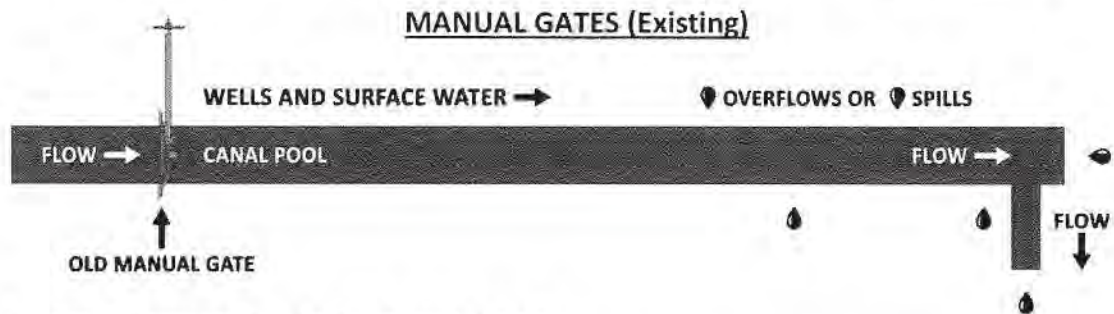 MANUAL GATES (Existing)
WELLS AND SURFACE WATER
OVERFLOWS OR SPILLS
FLOW
CANAL POOL
FLOW
FLOW
OLD MANUAL GATE